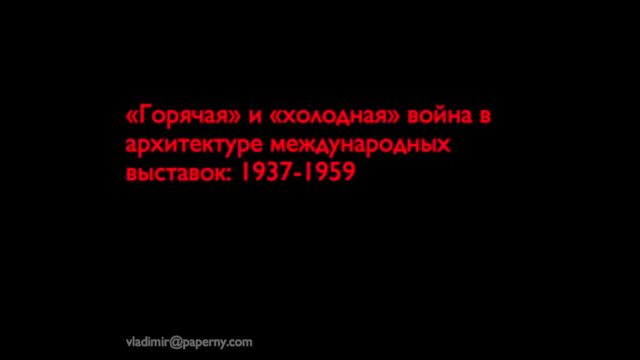 «Горячая» и «холодная» война в
архитектуре международных
выставок: 1937-1959
vladimir@paperny.com